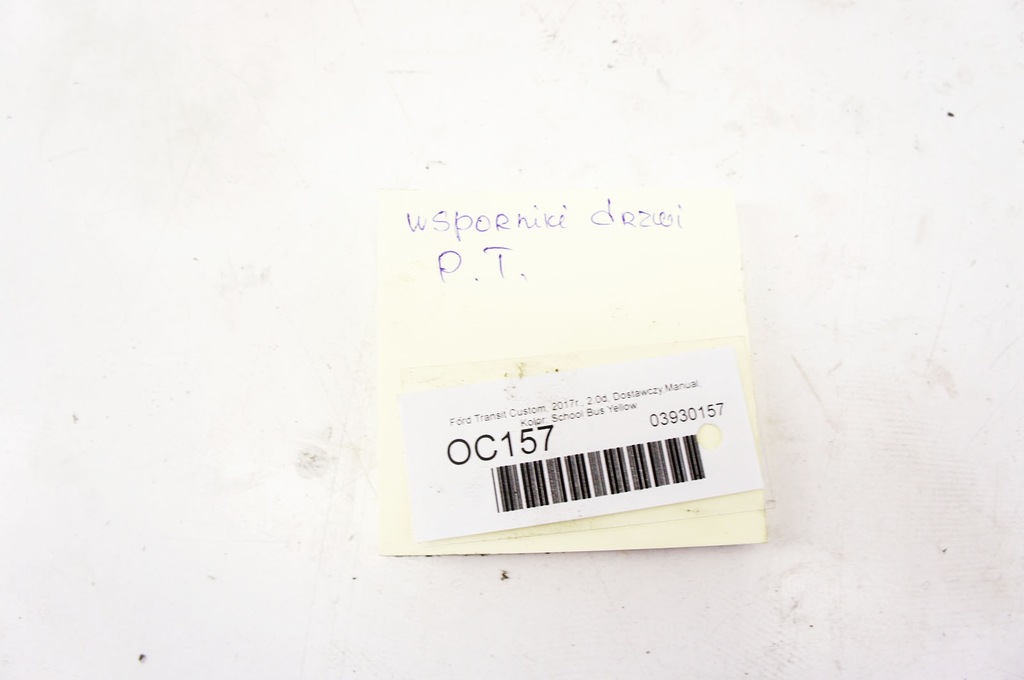 wsporniki drzwi
P.T.
Ford Transit Custom, 2017r., 2.0d, Dostawczy,Manual,
Kolor: School Bus Yellow
03930157
OC157